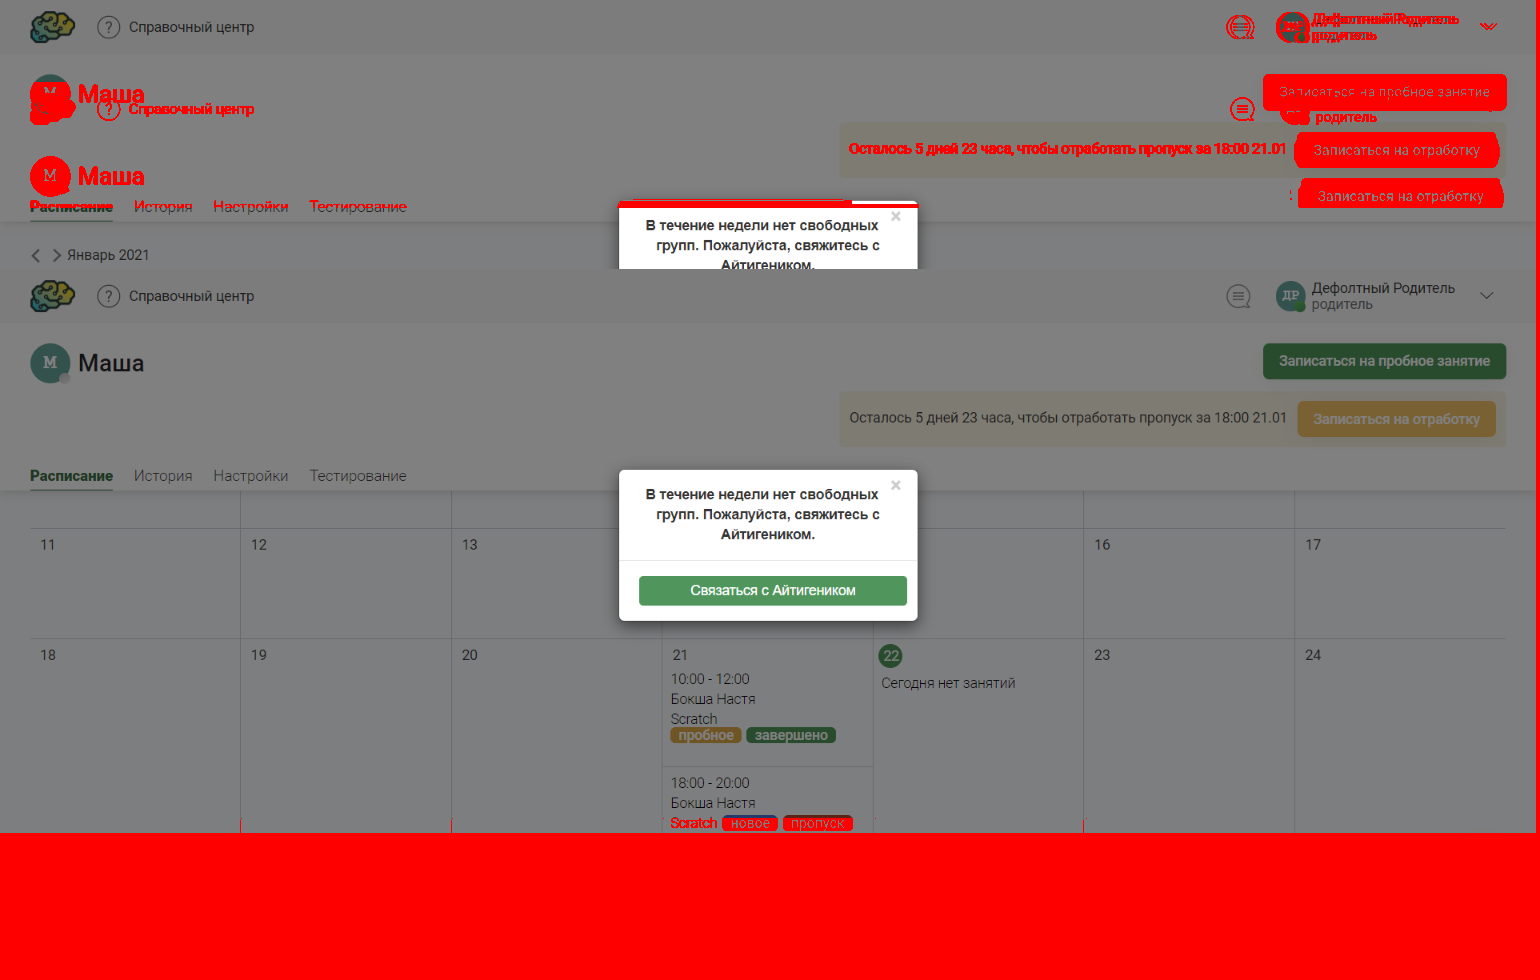 ? Справочный центр
ДР Дефолтный Родитель
родитель
М Маша
Записаться на пробное занятие
? Справочный центр
родитель
Осталось 5 дней 23 часа, чтобы отработать пропуск за 18:00 21.01 Записаться на отработку
М Маша
Записаться на отработку
Расписание История Настройки Тестирование
×
В течение недели нет свободных
групп. Пожалуйста, свяжитесь с
Айтигеником.
Январь 2021
? Справочный центр
ДР Дефолтный Родитель
родитель
М Маша
Записаться на пробное занятие
Осталось 5 дней 23 часа, чтобы отработать пропуск за 18:00 21.01 Записаться на отработку
Расписание История Настройки Тестирование
×
В течение недели нет свободных
групп. Пожалуйста, свяжитесь с
Айтигеником.
Связаться с Айтигеником
11 12 13 16 17
18 19 20 21 22 23 24
10:00 - 12:00
Бокша Настя
Scratch
пробное завершено
Сегодня нет занятий
18:00 - 20:00
Бокша Настя
Scratch новое пропуск